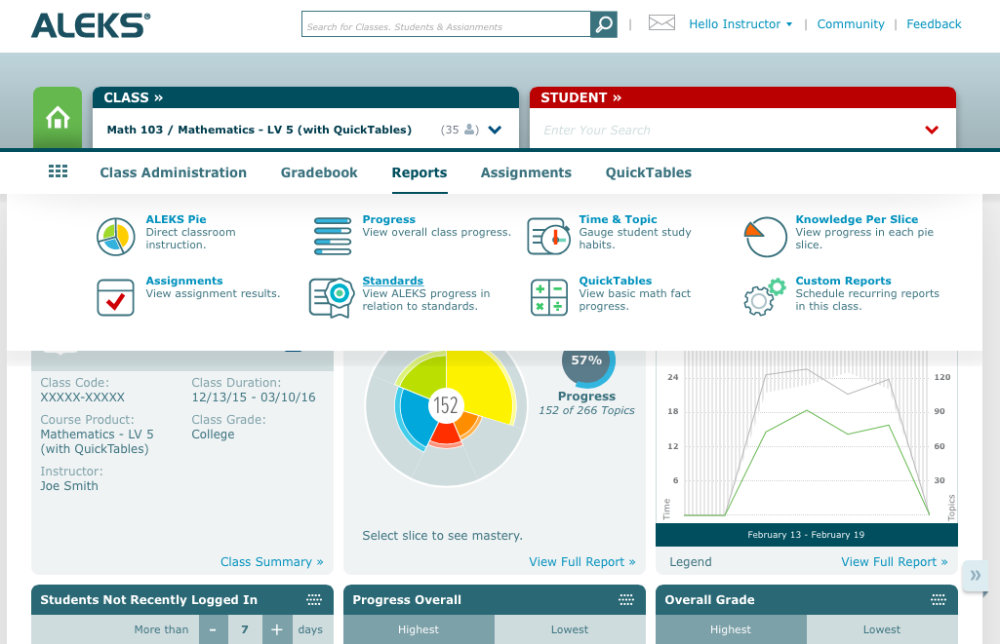 ALEKS®
Search for Classes, Students & Assignments
| Hello Instructor | Community | Feedback
CLASS »
STUDENT »
Math 103 / Mathematics - LV 5 (with QuickTables) (35 )
Enter Your Search
Class Administration Gradebook Reports Assignments QuickTables
ALEKS Pie
Direct classroom
instruction.
Progress
View overall class progress.
Time & Topic
Gauge student study
habits.
Knowledge Per Slice
View progress in each pie
slice.
Assignments
View assignment results.
Standards
View ALEKS progress in
relation to standards.
QuickTables
View basic math fact
progress.
Custom Reports
Schedule recurring reports
in this class.
Class Code:
XXXXX-XXXXX
Class Duration:
12/13/15 - 03/10/16
Course Product:
Mathematics - LV 5
(with QuickTables)
Class Grade:
College
Instructor:
Joe Smith
Class Summary »
152
57%
Progress
152 of 266 Topics
Select slice to see mastery.
View Full Report »
24 120
18 90
12 60
6 30
Time
Topics
February 13 - February 19
Legend
View Full Report »
»
Students Not Recently Logged In
More than - 7 + days
Progress Overall
Highest Lowest
Overall Grade
Highest Lowest